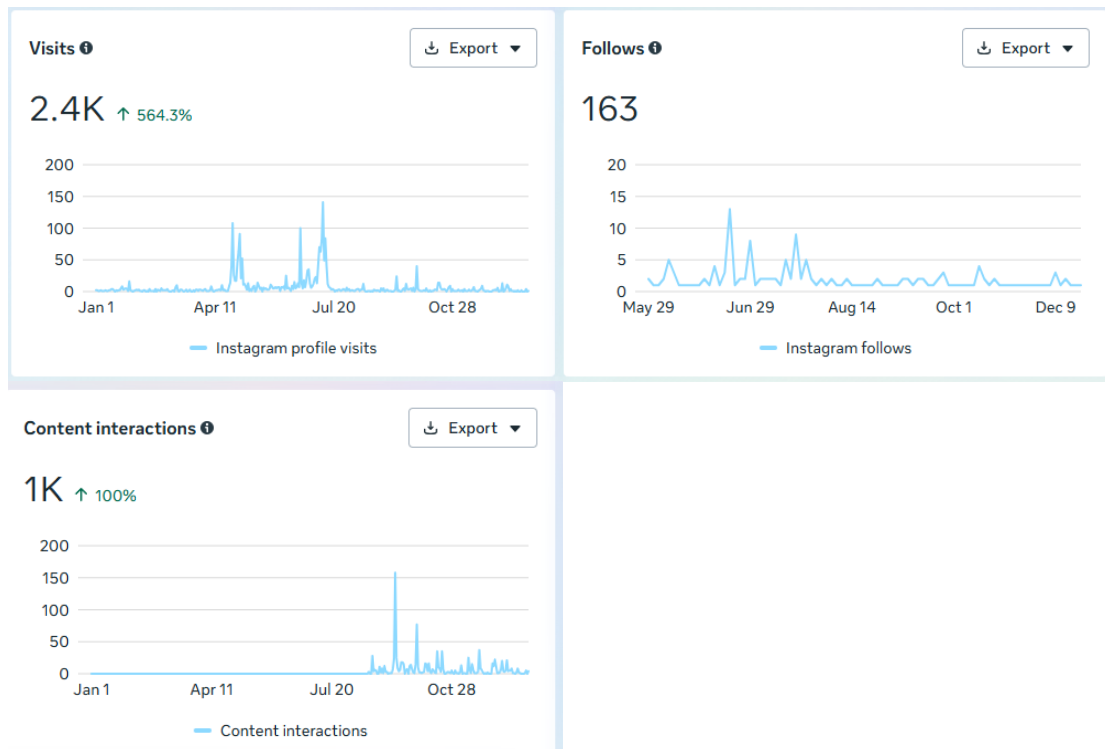 Visits
Export
2.4K ↑ 564.3%
200
150
100
50
0
Jan 1 Apr 11 Jul 20 Oct 28
Instagram profile visits
Follows
Export
163
20
15
10
5
0
May 29 Jun 29 Aug 14 Oct 1 Dec 9
Instagram follows
Content interactions
Export
1K ↑ 100%
200
150
100
50
0
Jan 1 Apr 11 Jul 20 Oct 28
Content interactions